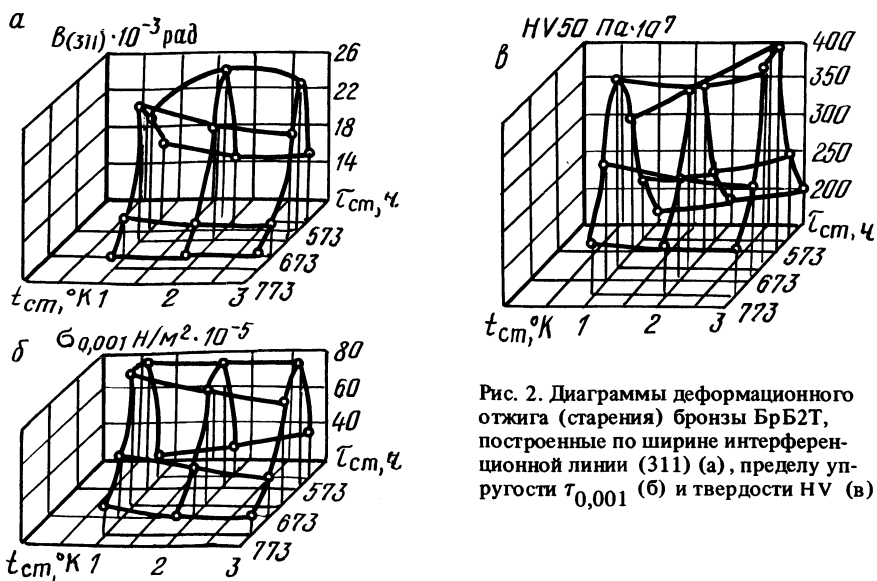 а
B(311)·10⁻³ рад
26
22
18
14
τст, ч.
573
673
773
tст, °K 1 2 3
б
σ0,001 Н/м²·10⁻⁵
80
60
40
τст, ч
573
673
773
tст, °K 1 2 3
в
HV50 Па·10⁷
400
350
300
250
200
τст, ч
573
673
773
tст, °K 1 2 3
Рис. 2. Диаграммы деформационного
отжига (старения) бронзы БрБ2Т,
построенные по ширине интерферен-
ционной линии (311) (а), пределу уп-
ругости τ0,001 (б) и твердости HV (в)